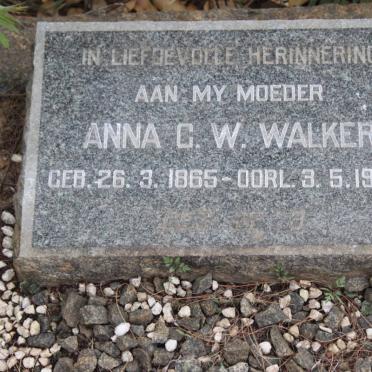 IN LIEFDEVOLLE HERINNERING
AAN MY MOEDER
ANNA C. W. WALKER
GEB. 26. 3. 1865 - OORL. 3. 5. 19